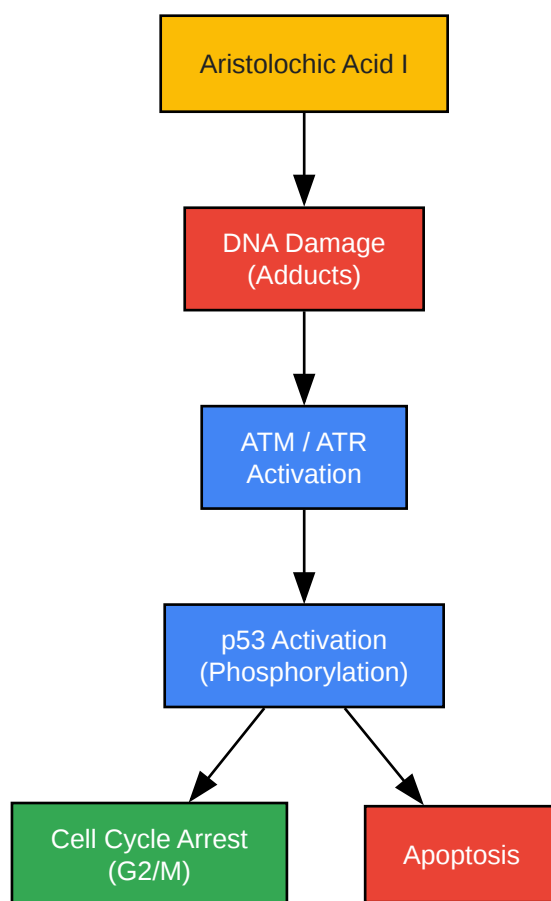 Aristolochic Acid I
DNA Damage
(Adducts)
ATM / ATR
Activation
p53 Activation
(Phosphorylation)
Cell Cycle Arrest
(G2/M)
Apoptosis